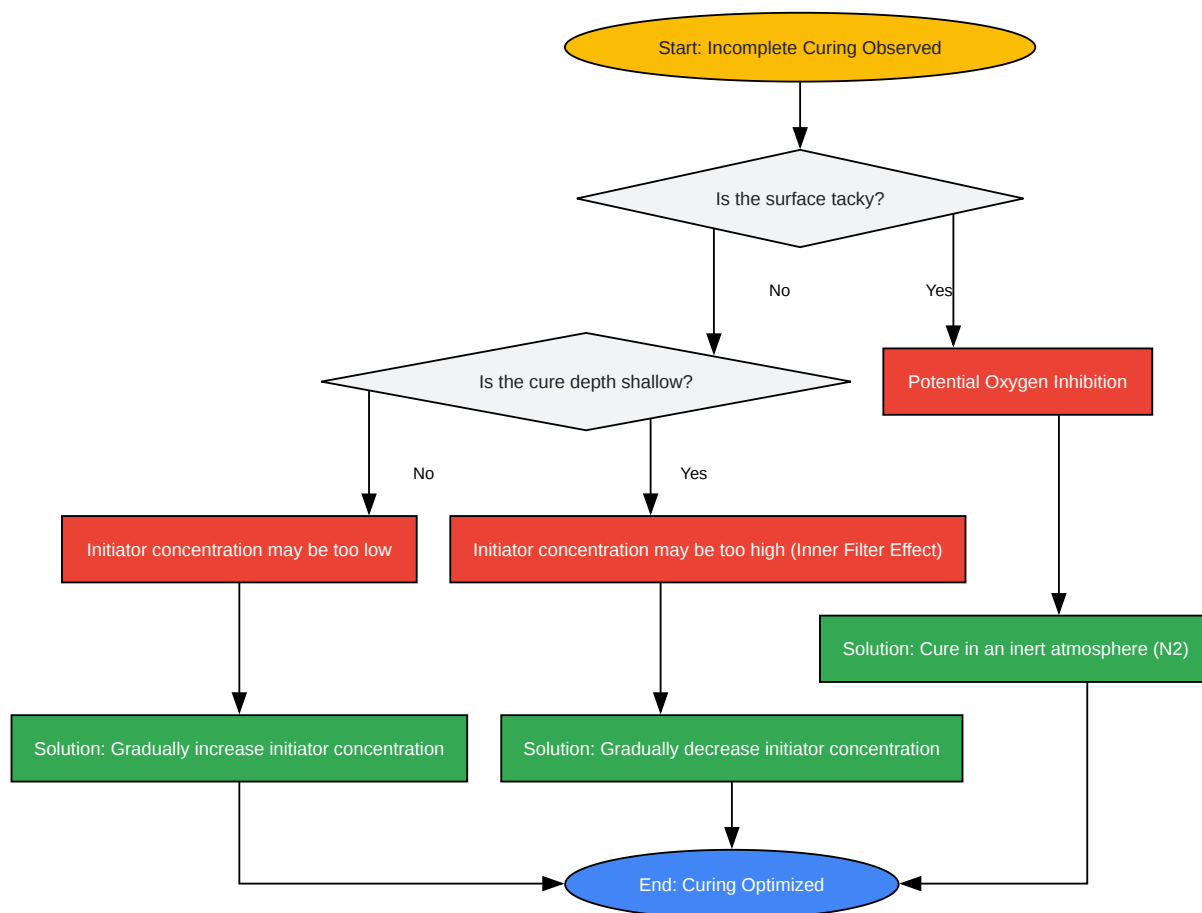 Start: Incomplete Curing Observed
Is the surface tacky?
No
Yes
Is the cure depth shallow?
Potential Oxygen Inhibition
No
Yes
Initiator concentration may be too low
Initiator concentration may be too high (Inner Filter Effect)
Solution: Cure in an inert atmosphere (N2)
Solution: Gradually increase initiator concentration
Solution: Gradually decrease initiator concentration
End: Curing Optimized